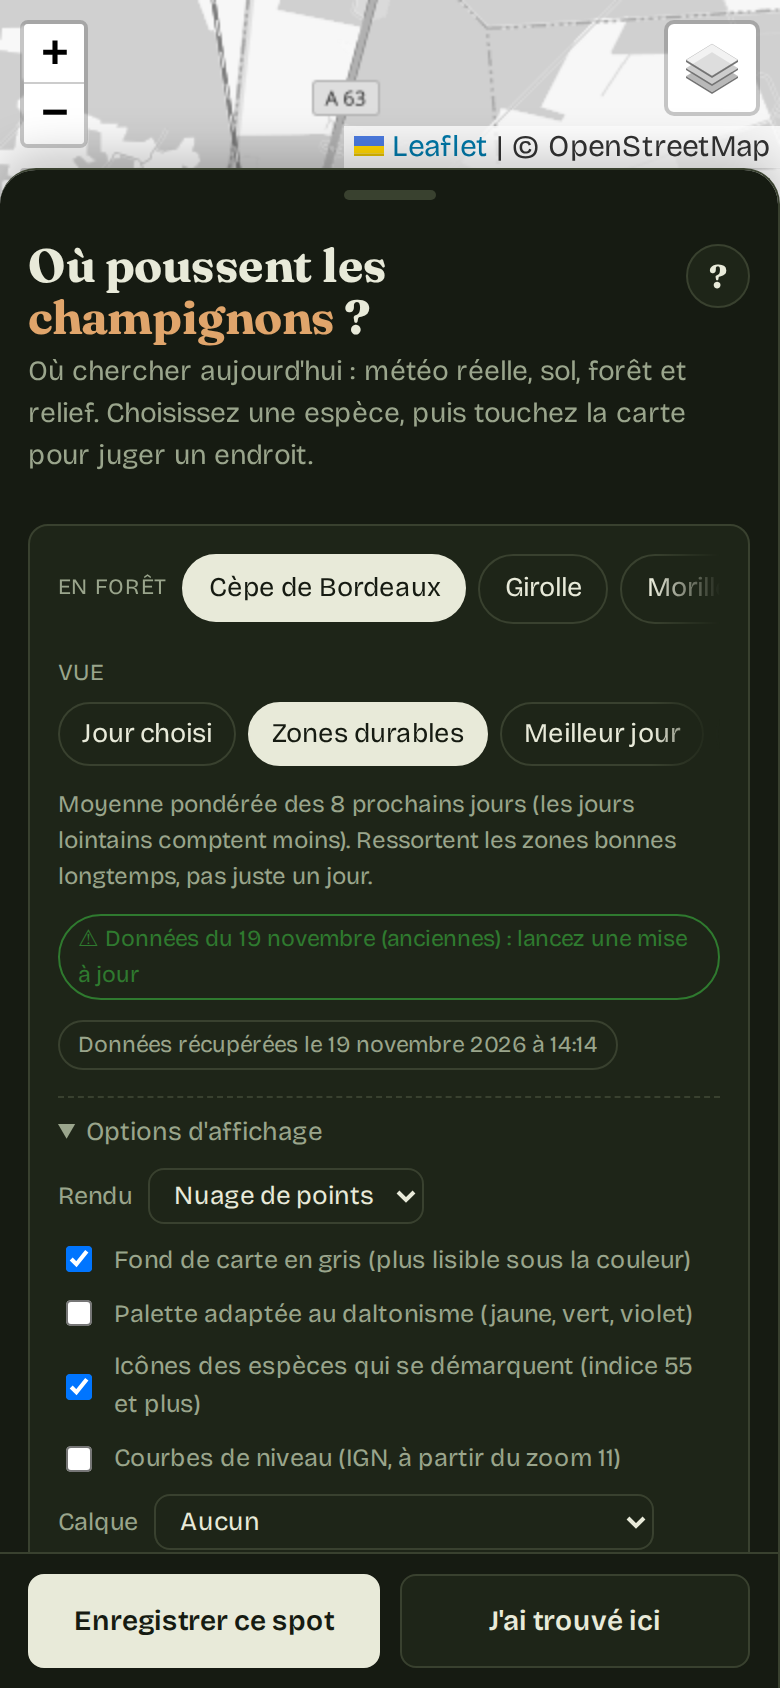 +
−
A 63
Leaflet | © OpenStreetMap
Où poussent les
champignons ?
?
Où chercher aujourd'hui : météo réelle, sol, forêt et
relief. Choisissez une espèce, puis touchez la carte
pour juger un endroit.
EN FORÊT Cèpe de Bordeaux Girolle
VUE
Jour choisi Zones durables Meilleur jour
Moyenne pondérée des 8 prochains jours (les jours
lointains comptent moins). Ressortent les zones bonnes
longtemps, pas juste un jour.
⚠ Données du 19 novembre (anciennes) : lancez une mise
à jour
Données récupérées le 19 novembre 2026 à 14:14
▼ Options d'affichage
Rendu Nuage de points
Fond de carte en gris (plus lisible sous la couleur)
Palette adaptée au daltonisme (jaune, vert, violet)
Icônes des espèces qui se démarquent (indice 55
et plus)
Courbes de niveau (IGN, à partir du zoom 11)
Calque Aucun
Enregistrer ce spot J'ai trouvé ici